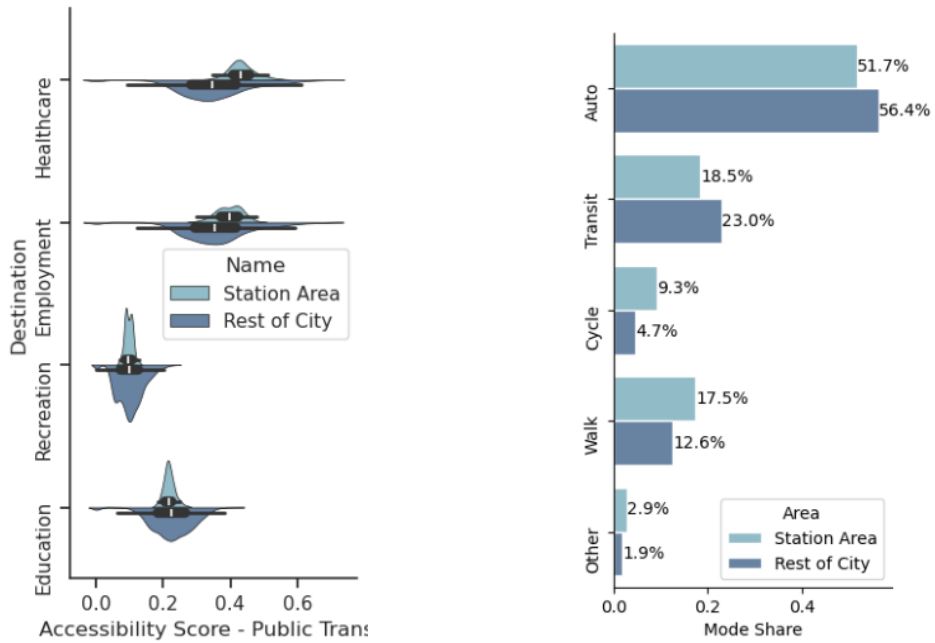 Destination
Healthcare
Employment
Recreation
Education
Name
Station Area
Rest of City
0.0 0.2 0.4 0.6
Accessibility Score - Public Trans
Auto
Transit
Cycle
Walk
Other
51.7%
56.4%
18.5%
23.0%
9.3%
4.7%
17.5%
12.6%
2.9%
1.9%
Area
Station Area
Rest of City
0.0 0.2 0.4
Mode Share